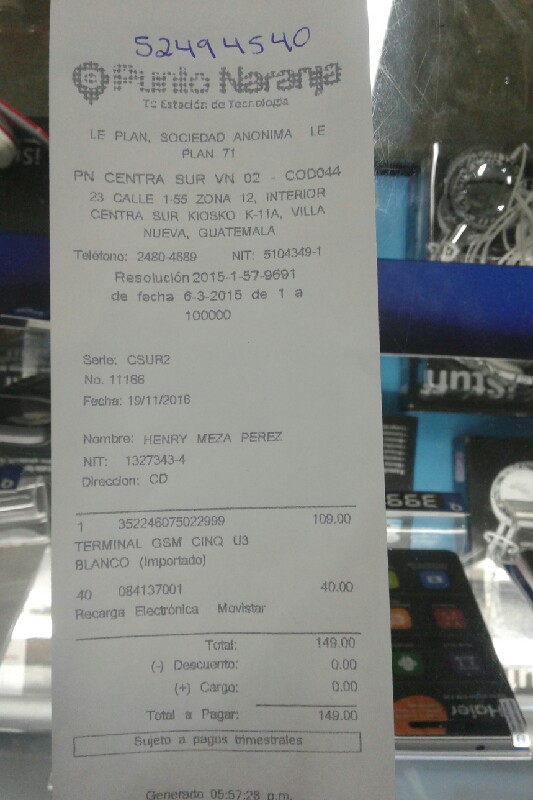 52494540
Punto Naranja
Tu Estación de Tecnología
LE PLAN, SOCIEDAD ANONIMA LE
PLAN 71
PN CENTRA SUR VN 02 - COD044
23 CALLE 1-55 ZONA 12, INTERIOR
CENTRA SUR KIOSKO K-11A, VILLA
NUEVA, GUATEMALA
Teléfono: 2480-4689 NIT: 5104349-1
Resolución 2015-1-57-9691
de fecha 6-3-2015 de 1 a
100000
Serie: CSUR2
No. 11168
Fecha: 19/11/2016
Nombre: HENRY MEZA PEREZ
NIT: 1327343-4
Direccion: CD
1 352246075022999 109.00
TERMINAL GSM CINQ U3
BLANCO (Importado)
40 084137001 40.00
Recarga Electrónica Movistar
Total: 149.00
(-) Descuento: 0.00
(+) Cargo: 0.00
Total a Pagar: 149.00
Sujeto a pagos trimestrales
Generado 05:57:28 p.m.
iStuff
399
Haier